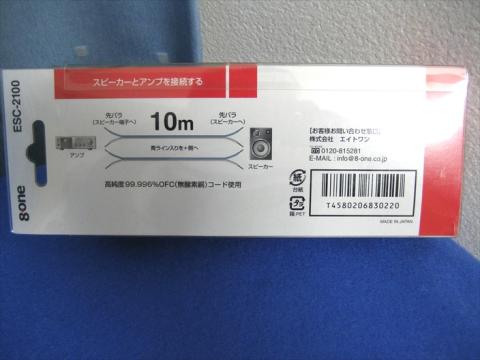 ESC-2100
8one
スピーカーとアンプを接続する
先バラ
(スピーカー端子へ)
10m
先バラ
(スピーカーへ)
青ライン入りを+側へ
アンプ
スピーカー
高純度99.996%OFC(無酸素銅)コード使用
【お客様お問い合わせ窓口】
株式会社 エイトワン
0120-815281
E-MAIL : info@8-one.co.jp
紙
台紙
プラ
箱:PET
T4580206830220
MADE IN JAPAN